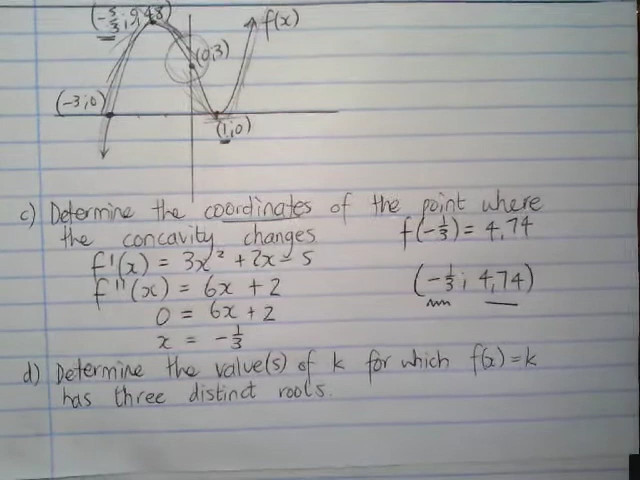 (-5/3 ; 9,48)
f(x)
(0;3)
(-3;0)
(1;0)
c) Determine the coordinates of the point where
the concavity changes
f(-1/3) = 4,74
f'(x) = 3x² + 2x - 5
f''(x) = 6x + 2
(-1/3 ; 4,74)
0 = 6x + 2
x = -1/3
d) Determine the value(s) of k for which f(x) = k
has three distinct roots.